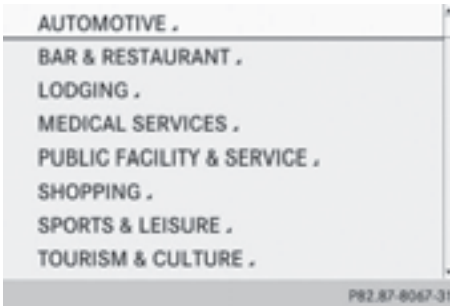 AUTOMOTIVE
BAR & RESTAURANT
LODGING
MEDICAL SERVICES
PUBLIC FACILITY & SERVICE
SHOPPING
SPORTS & LEISURE
TOURISM & CULTURE
P82.87-8067-31